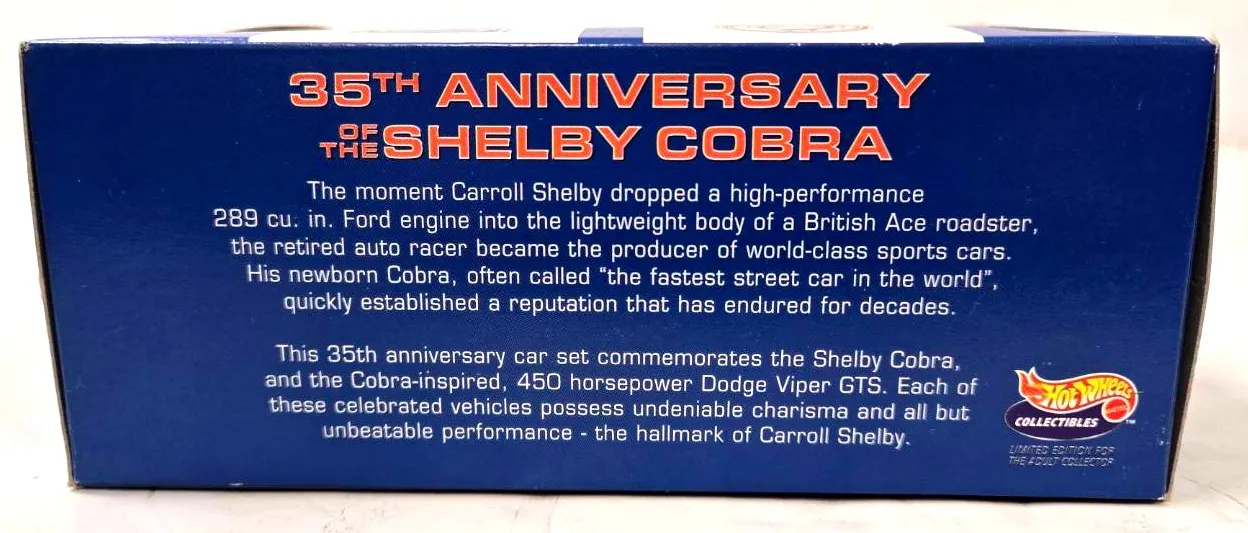 35TH ANNIVERSARY
OF THE SHELBY COBRA
The moment Carroll Shelby dropped a high-performance
289 cu. in. Ford engine into the lightweight body of a British Ace roadster,
the retired auto racer became the producer of world-class sports cars.
His newborn Cobra, often called "the fastest street car in the world",
quickly established a reputation that has endured for decades.
This 35th anniversary car set commemorates the Shelby Cobra,
and the Cobra-inspired, 450 horsepower Dodge Viper GTS. Each of
these celebrated vehicles possess undeniable charisma and all but
unbeatable performance - the hallmark of Carroll Shelby.
HOT WHEELS
MATTEL
COLLECTIBLES ™
LIMITED EDITION FOR
THE ADULT COLLECTOR